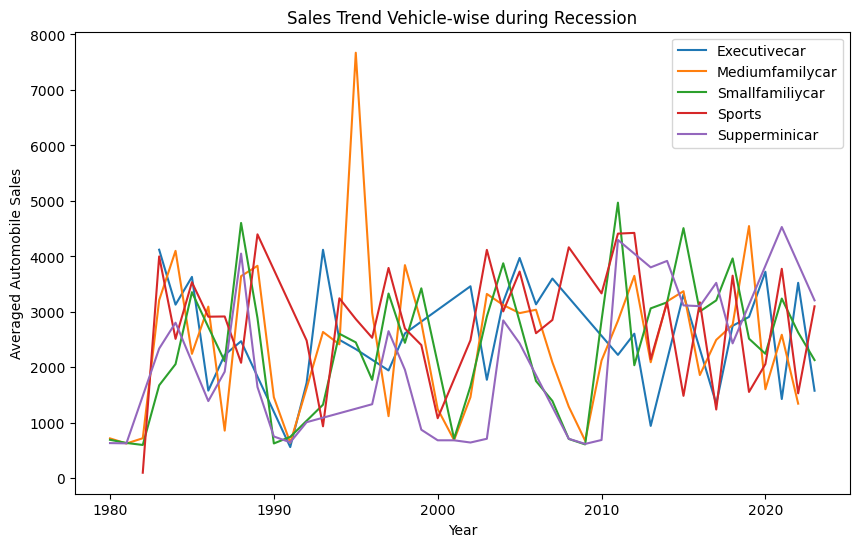 Sales Trend Vehicle-wise during Recession
8000
7000
6000
5000
4000
3000
2000
1000
0
Averaged Automobile Sales
Executivecar
Mediumfamilycar
Smallfamiliycar
Sports
Supperminicar
1980
1990
2000
2010
2020
Year